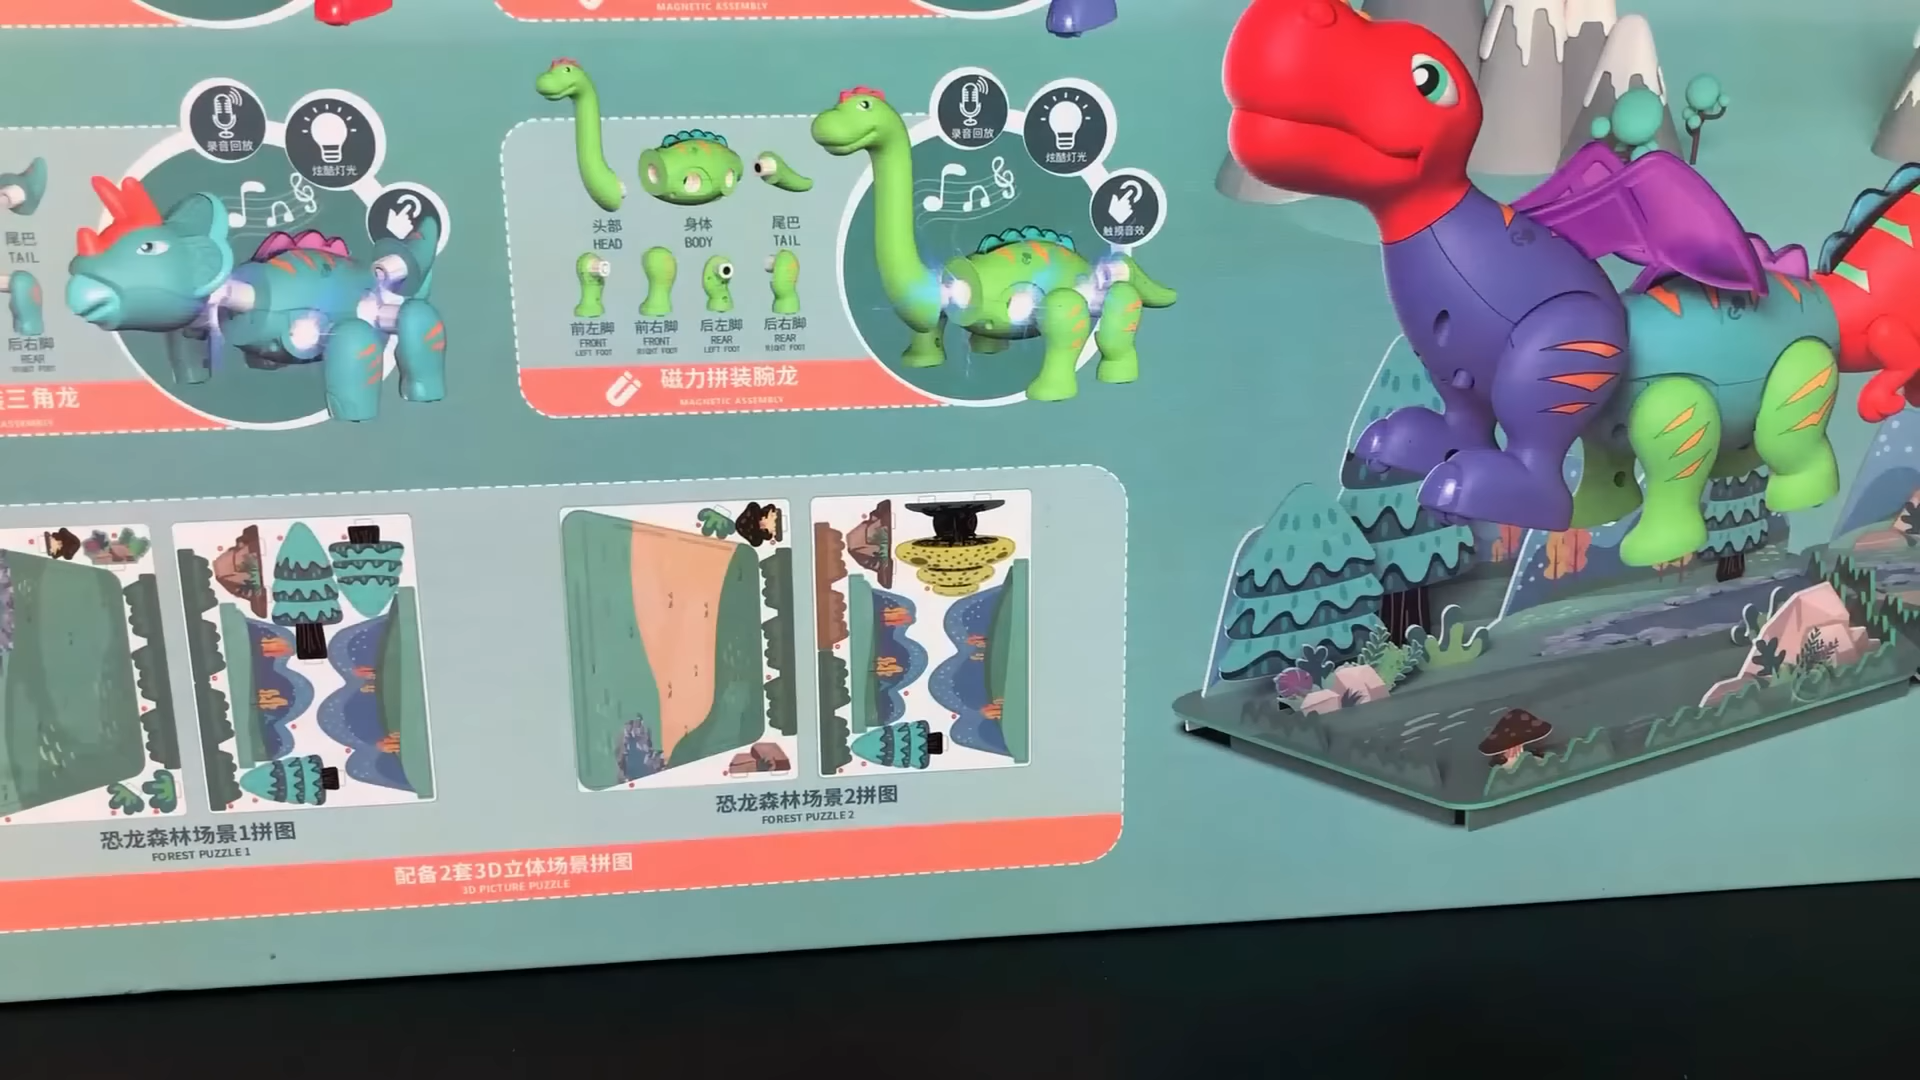 MAGNETIC ASSEMBLY
录音回放
炫酷灯光
尾巴
TAIL
后右脚
REAR
RIGHT FOOT
三角龙
ASSEMBLY
录音回放
炫酷灯光
触摸音效
头部
HEAD
身体
BODY
尾巴
TAIL
前左脚
FRONT
LEFT FOOT
前右脚
FRONT
RIGHT FOOT
后左脚
REAR
LEFT FOOT
后右脚
REAR
RIGHT FOOT
磁力拼装腕龙
MAGNETIC ASSEMBLY
恐龙森林场景1拼图
FOREST PUZZLE 1
恐龙森林场景2拼图
FOREST PUZZLE 2
配备2套3D立体场景拼图
3D PICTURE PUZZLE